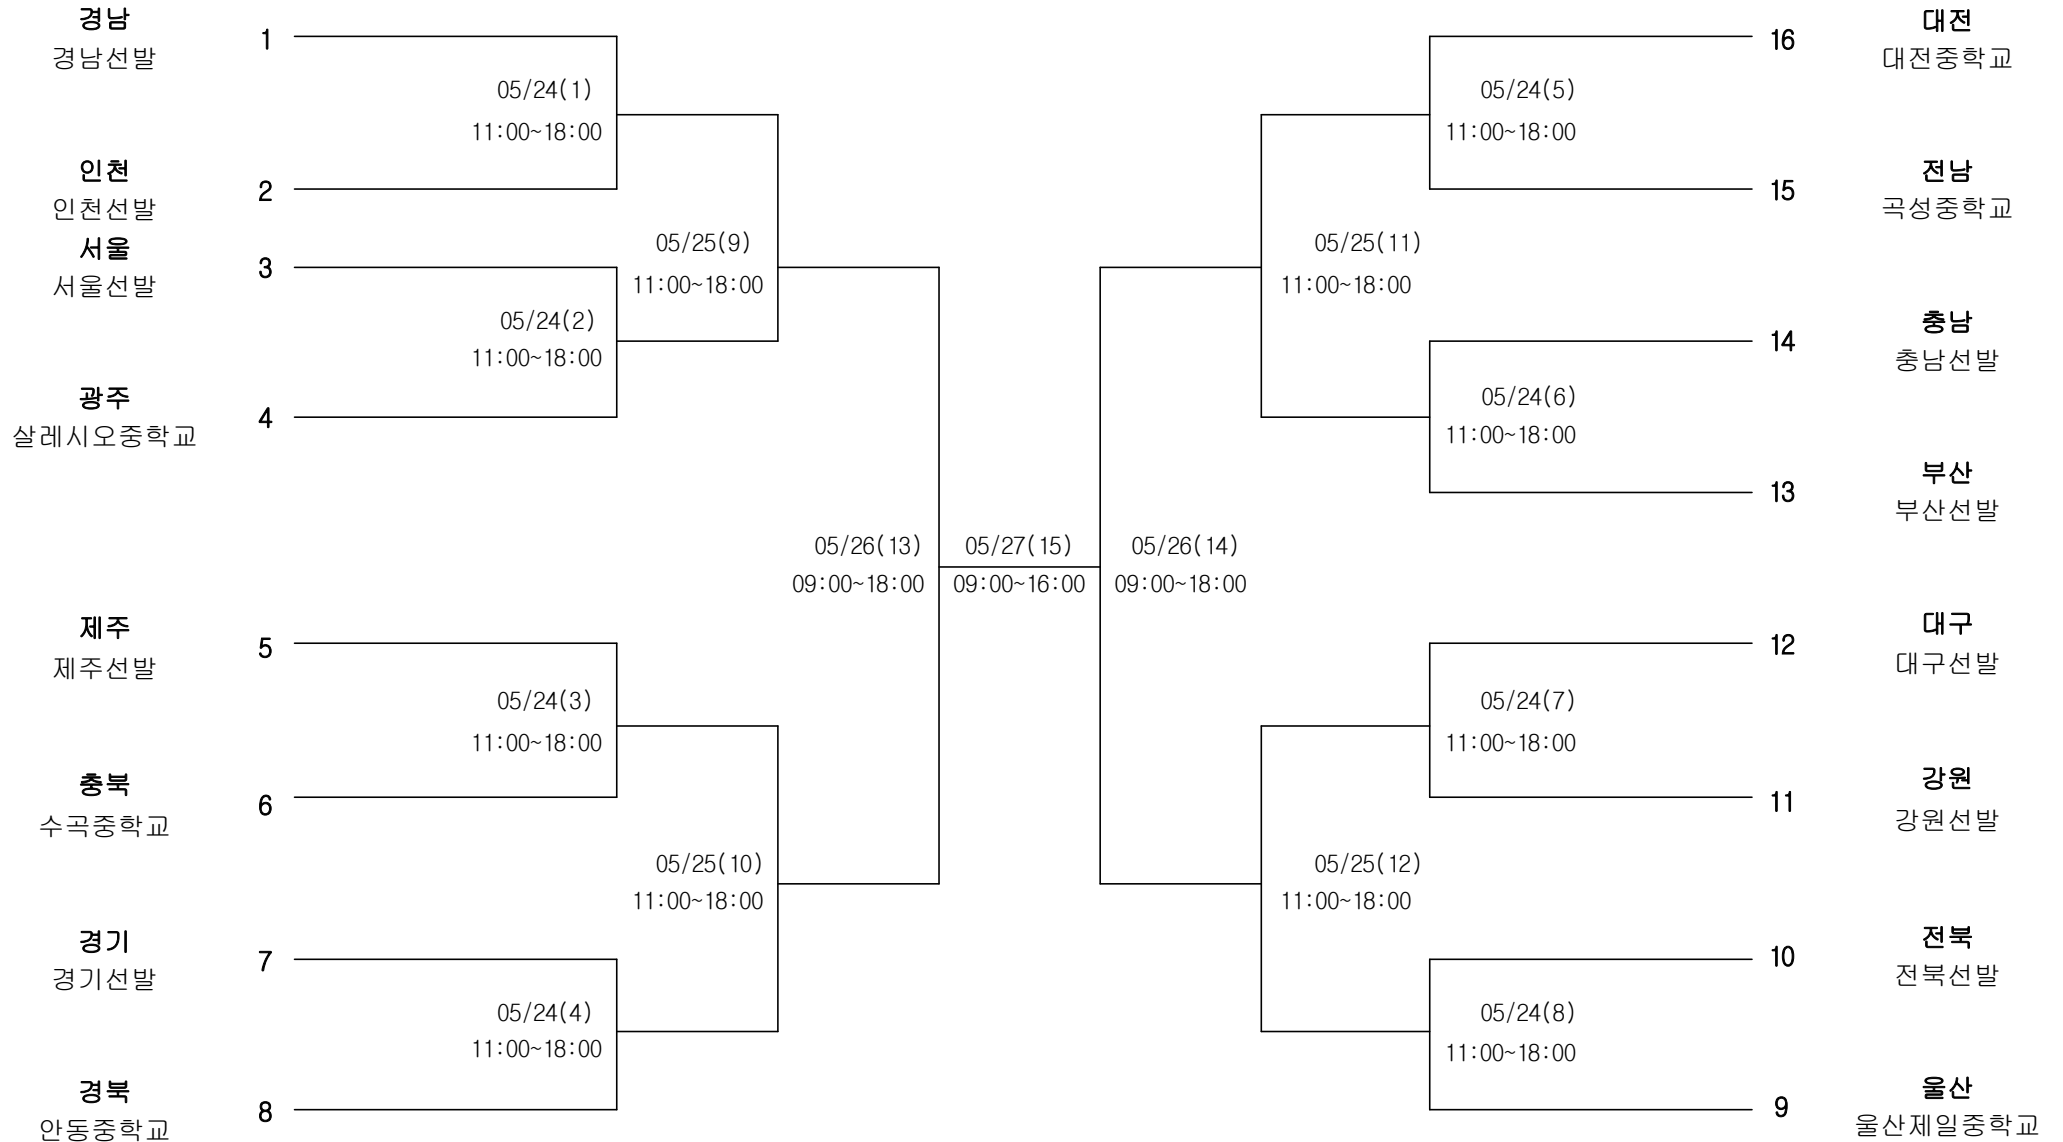 경남
경남선발
1
05/24(1)
11:00~18:00
인천
인천선발
2
서울
서울선발
3
05/25(9)
11:00~18:00
05/24(2)
11:00~18:00
광주
살레시오중학교
4
05/26(13)
09:00~18:00
제주
제주선발
5
05/24(3)
11:00~18:00
충북
수곡중학교
6
05/25(10)
11:00~18:00
경기
경기선발
7
05/24(4)
11:00~18:00
경북
안동중학교
8
05/27(15)
09:00~16:00
대전
대전중학교
16
05/24(5)
11:00~18:00
전남
곡성중학교
15
05/25(11)
11:00~18:00
충남
충남선발
14
05/24(6)
11:00~18:00
부산
부산선발
13
05/26(14)
09:00~18:00
대구
대구선발
12
05/24(7)
11:00~18:00
강원
강원선발
11
05/25(12)
11:00~18:00
전북
전북선발
10
05/24(8)
11:00~18:00
울산
울산제일중학교
9